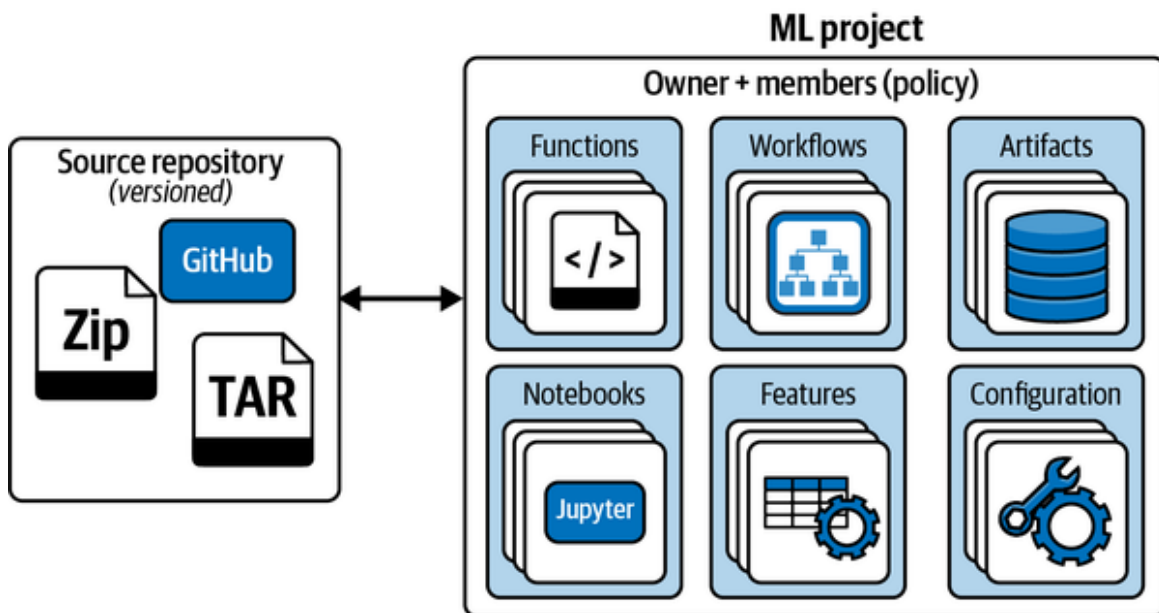 ML project
Owner + members (policy)
Source repository
(versioned)
GitHub
Zip
TAR
Functions
</>
Workflows
Artifacts
Notebooks
Jupyter
Features
Configuration